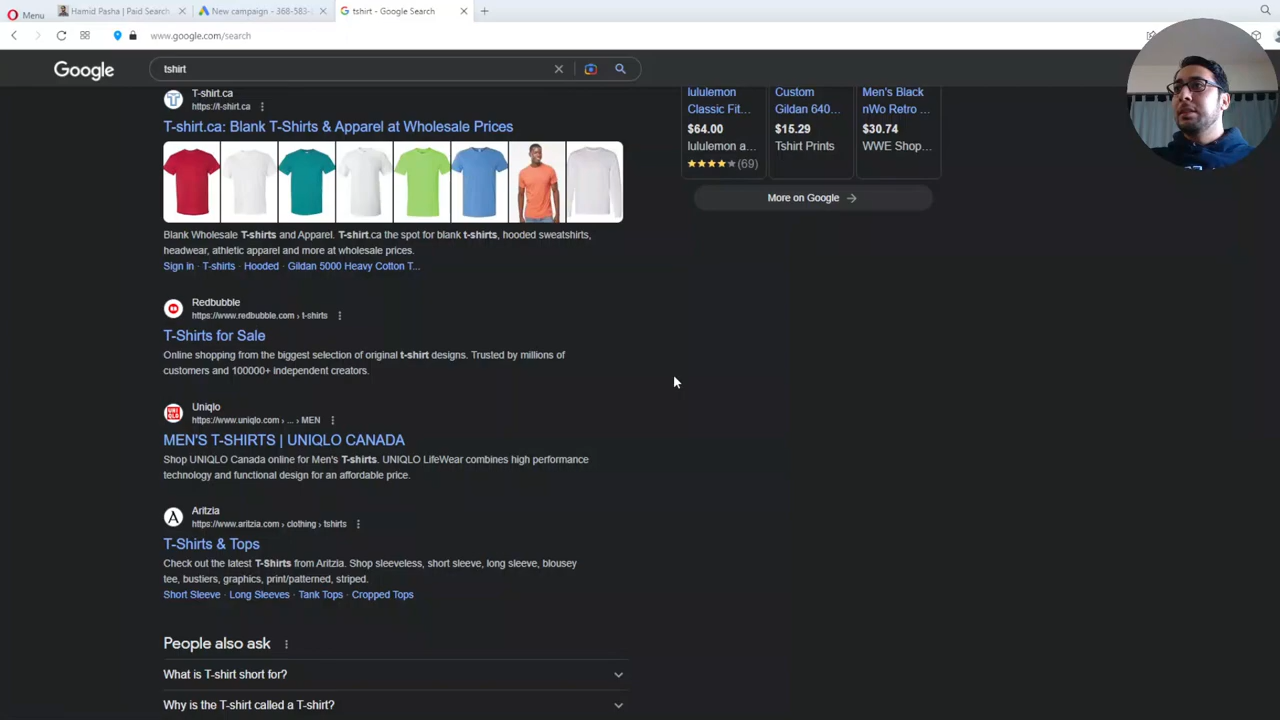 Menu
Hamid Pasha | Paid Search
New campaign - 368-583-
tshirt - Google Search
www.google.com/search
Google
tshirt
T-shirt.ca
https://t-shirt.ca
T-shirt.ca: Blank T-Shirts & Apparel at Wholesale Prices
Blank Wholesale T-shirts and Apparel. T-shirt.ca the spot for blank t-shirts, hooded sweatshirts,
headwear, athletic apparel and more at wholesale prices.
Sign in · T-shirts · Hooded · Gildan 5000 Heavy Cotton T...
Redbubble
https://www.redbubble.com › t-shirts
T-Shirts for Sale
Online shopping from the biggest selection of original t-shirt designs. Trusted by millions of
customers and 100000+ independent creators.
Uniqlo
https://www.uniqlo.com › ... › MEN
MEN'S T-SHIRTS | UNIQLO CANADA
Shop UNIQLO Canada online for Men's T-shirts. UNIQLO LifeWear combines high performance
technology and functional design for an affordable price.
Aritzia
https://www.aritzia.com › clothing › tshirts
T-Shirts & Tops
Check out the latest T-Shirts from Aritzia. Shop sleeveless, short sleeve, long sleeve, blousey
tee, bustiers, graphics, print/patterned, striped.
Short Sleeve · Long Sleeves · Tank Tops · Cropped Tops
People also ask
What is T-shirt short for?
Why is the T-shirt called a T-shirt?
lululemon
Classic Fit...
$64.00
lululemon a...
(69)
Custom
Gildan 640...
$15.29
Tshirt Prints
Men's Black
nWo Retro ...
$30.74
WWE Shop...
More on Google